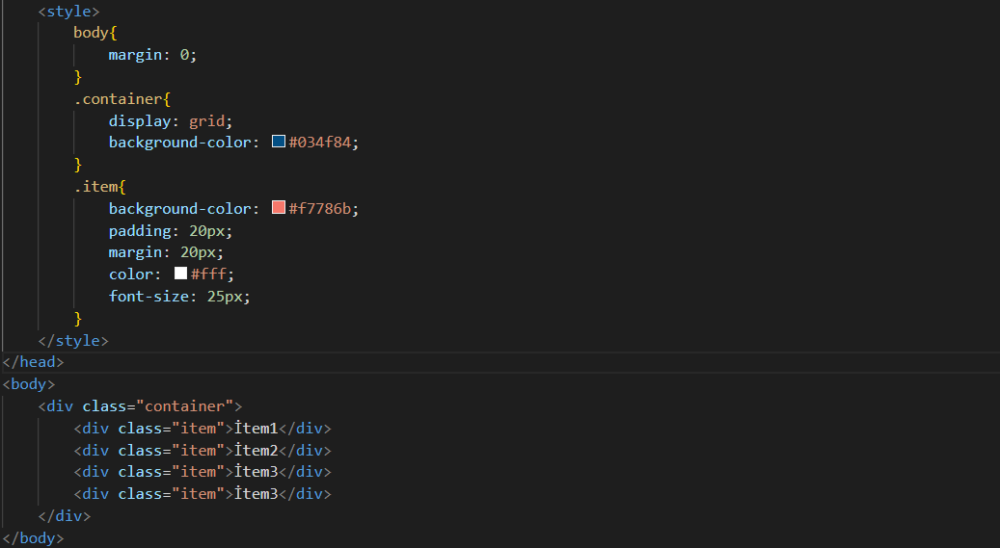 <style>
body{
margin: 0;
}
.container{
display: grid;
background-color: #034f84;
}
.item{
background-color: #f7786b;
padding: 20px;
margin: 20px;
color: #fff;
font-size: 25px;
}
</style>
</head>
<body>
<div class="container">
<div class="item">İtem1</div>
<div class="item">İtem2</div>
<div class="item">İtem3</div>
<div class="item">İtem3</div>
</div>
</body>